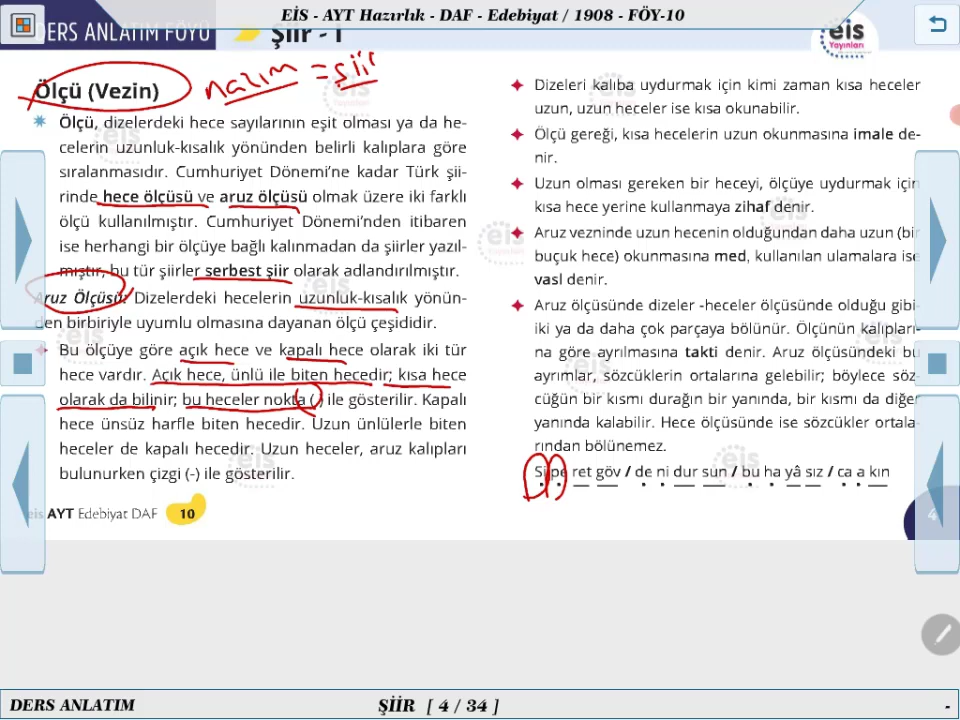 EİS - AYT Hazırlık - DAF - Edebiyat / 1908 - FÖY-10
DERS ANLATIM FÖYÜ
Şiir - 1
eis
Yayınları
Ölçü (Vezin)
nazım = şiir
Ölçü, dizelerdeki hece sayılarının eşit olması ya da he-
celerin uzunluk-kısalık yönünden belirli kalıplara göre
sıralanmasıdır. Cumhuriyet Dönemi’ne kadar Türk şii-
rinde hece ölçüsü ve aruz ölçüsü olmak üzere iki farklı
ölçü kullanılmıştır. Cumhuriyet Dönemi’nden itibaren
ise herhangi bir ölçüye bağlı kalınmadan da şiirler yazıl-
mıştır, bu tür şiirler serbest şiir olarak adlandırılmıştır.
Aruz Ölçüsü: Dizelerdeki hecelerin uzunluk-kısalık yönün-
den birbiriyle uyumlu olmasına dayanan ölçü çeşididir.
Bu ölçüye göre açık hece ve kapalı hece olarak iki tür
hece vardır. Açık hece, ünlü ile biten hecedir; kısa hece
olarak da bilinir; bu heceler nokta (.) ile gösterilir. Kapalı
hece ünsüz harfle biten hecedir. Uzun ünlülerle biten
heceler de kapalı hecedir. Uzun heceler, aruz kalıpları
bulunurken çizgi (-) ile gösterilir.
eis AYT Edebiyat DAF 10
Dizeleri kalıba uydurmak için kimi zaman kısa heceler
uzun, uzun heceler ise kısa okunabilir.
Ölçü gereği, kısa hecelerin uzun okunmasına imale de-
nir.
Uzun olması gereken bir heceyi, ölçüye uydurmak için
kısa hece yerine kullanmaya zihaf denir.
Aruz vezninde uzun hecenin olduğundan daha uzun (bir
buçuk hece) okunmasına med, kullanılan ulamalara ise
vasl denir.
Aruz ölçüsünde dizeler -heceler ölçüsünde olduğu gibi-
iki ya da daha çok parçaya bölünür. Ölçünün kalıpları-
na göre ayrılmasına takti denir. Aruz ölçüsündeki bu
ayrımlar, sözcüklerin ortalarına gelebilir; böylece söz-
cüğün bir kısmı durağın bir yanında, bir kısmı da diğer
yanında kalabilir. Hece ölçüsünde ise sözcükler ortala-
rından bölünemez.
Si pe ret göv / de ni dur sun / bu ha yâ sız / ca a kın
4
DERS ANLATIM
ŞİİR [ 4 / 34 ]
-